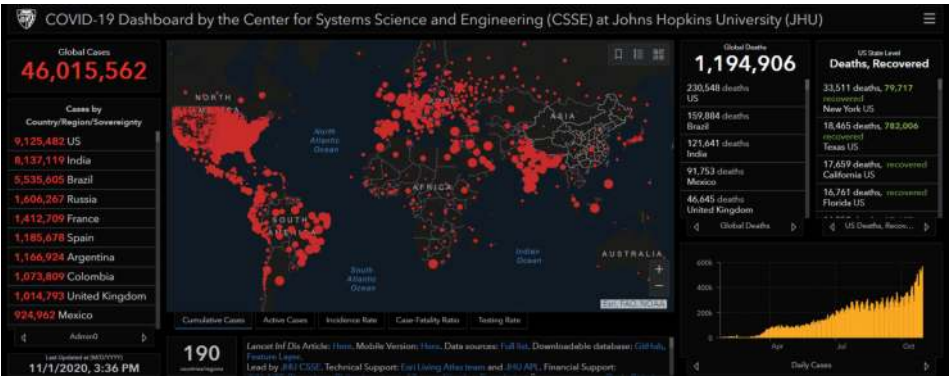 COVID-19 Dashboard by the Center for Systems Science and Engineering (CSSE) at Johns Hopkins University (JHU)
Global Cases
46,015,562
Cases by
Country/Region/Sovereignty
9,125,482 US
8,137,119 India
5,535,605 Brazil
1,606,267 Russia
1,412,709 France
1,185,678 Spain
1,166,924 Argentina
1,073,809 Colombia
1,014,793 United Kingdom
924,962 Mexico
Admin0
Last Updated at (M/D/YYYY)
11/1/2020, 3:36 PM
NORTH
North
Atlantic
Ocean
ASIA
AFRICA
SOUTH
Indian
Ocean
AUSTRALIA
South
Atlantic
Ocean
+
−
Esri, FAO, NOAA
Cumulative Cases
Active Cases
Incidence Rate
Case-Fatality Ratio
Testing Rate
190
countries/regions
Lancet Inf Dis Article: Here. Mobile Version: Here. Data sources: Full list. Downloadable database: GitHub,
Feature Layer.
Lead by JHU CSSE. Technical Support: Esri Living Atlas team and JHU APL. Financial Support:
Global Deaths
1,194,906
230,548 deaths
US
159,884 deaths
Brazil
121,641 deaths
India
91,753 deaths
Mexico
46,645 deaths
United Kingdom
Global Deaths
US State Level
Deaths, Recovered
33,511 deaths, 79,717
recovered
New York US
18,465 deaths, 782,006
recovered
Texas US
17,659 deaths, recovered
California US
16,761 deaths, recovered
Florida US
US Deaths, Recov...
600k
400k
200k
0
Apr
Jul
Oct
Daily Cases